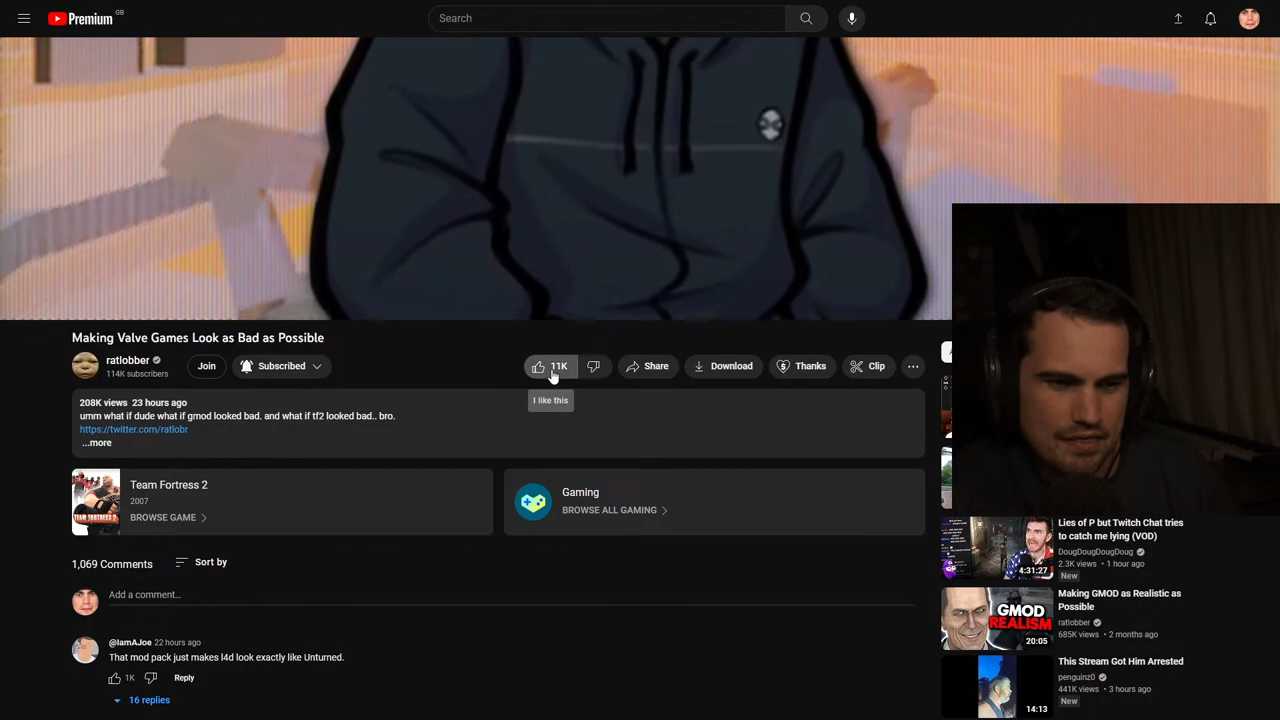 Premium
GB
Search
Making Valve Games Look as Bad as Possible
ratlobber
114K subscribers
Join
Subscribed
11K
Share
Download
Thanks
Clip
I like this
208K views 23 hours ago
umm what if dude what if gmod looked bad. and what if tf2 looked bad.. bro.
https://twitter.com/ratlobr
...more
TEAM FORTRESS 2
Team Fortress 2
2007
BROWSE GAME
Gaming
BROWSE ALL GAMING
1,069 Comments
Sort by
Add a comment...
@IamAJoe 22 hours ago
That mod pack just makes l4d look exactly like Unturned.
1K
Reply
16 replies
4:31:27
Lies of P but Twitch Chat tries
to catch me lying (VOD)
DougDougDougDoug
2.3K views • 1 hour ago
New
GMOD
REALISM
20:05
Making GMOD as Realistic as
Possible
ratlobber
685K views • 2 months ago
14:13
This Stream Got Him Arrested
penguinz0
441K views • 3 hours ago
New